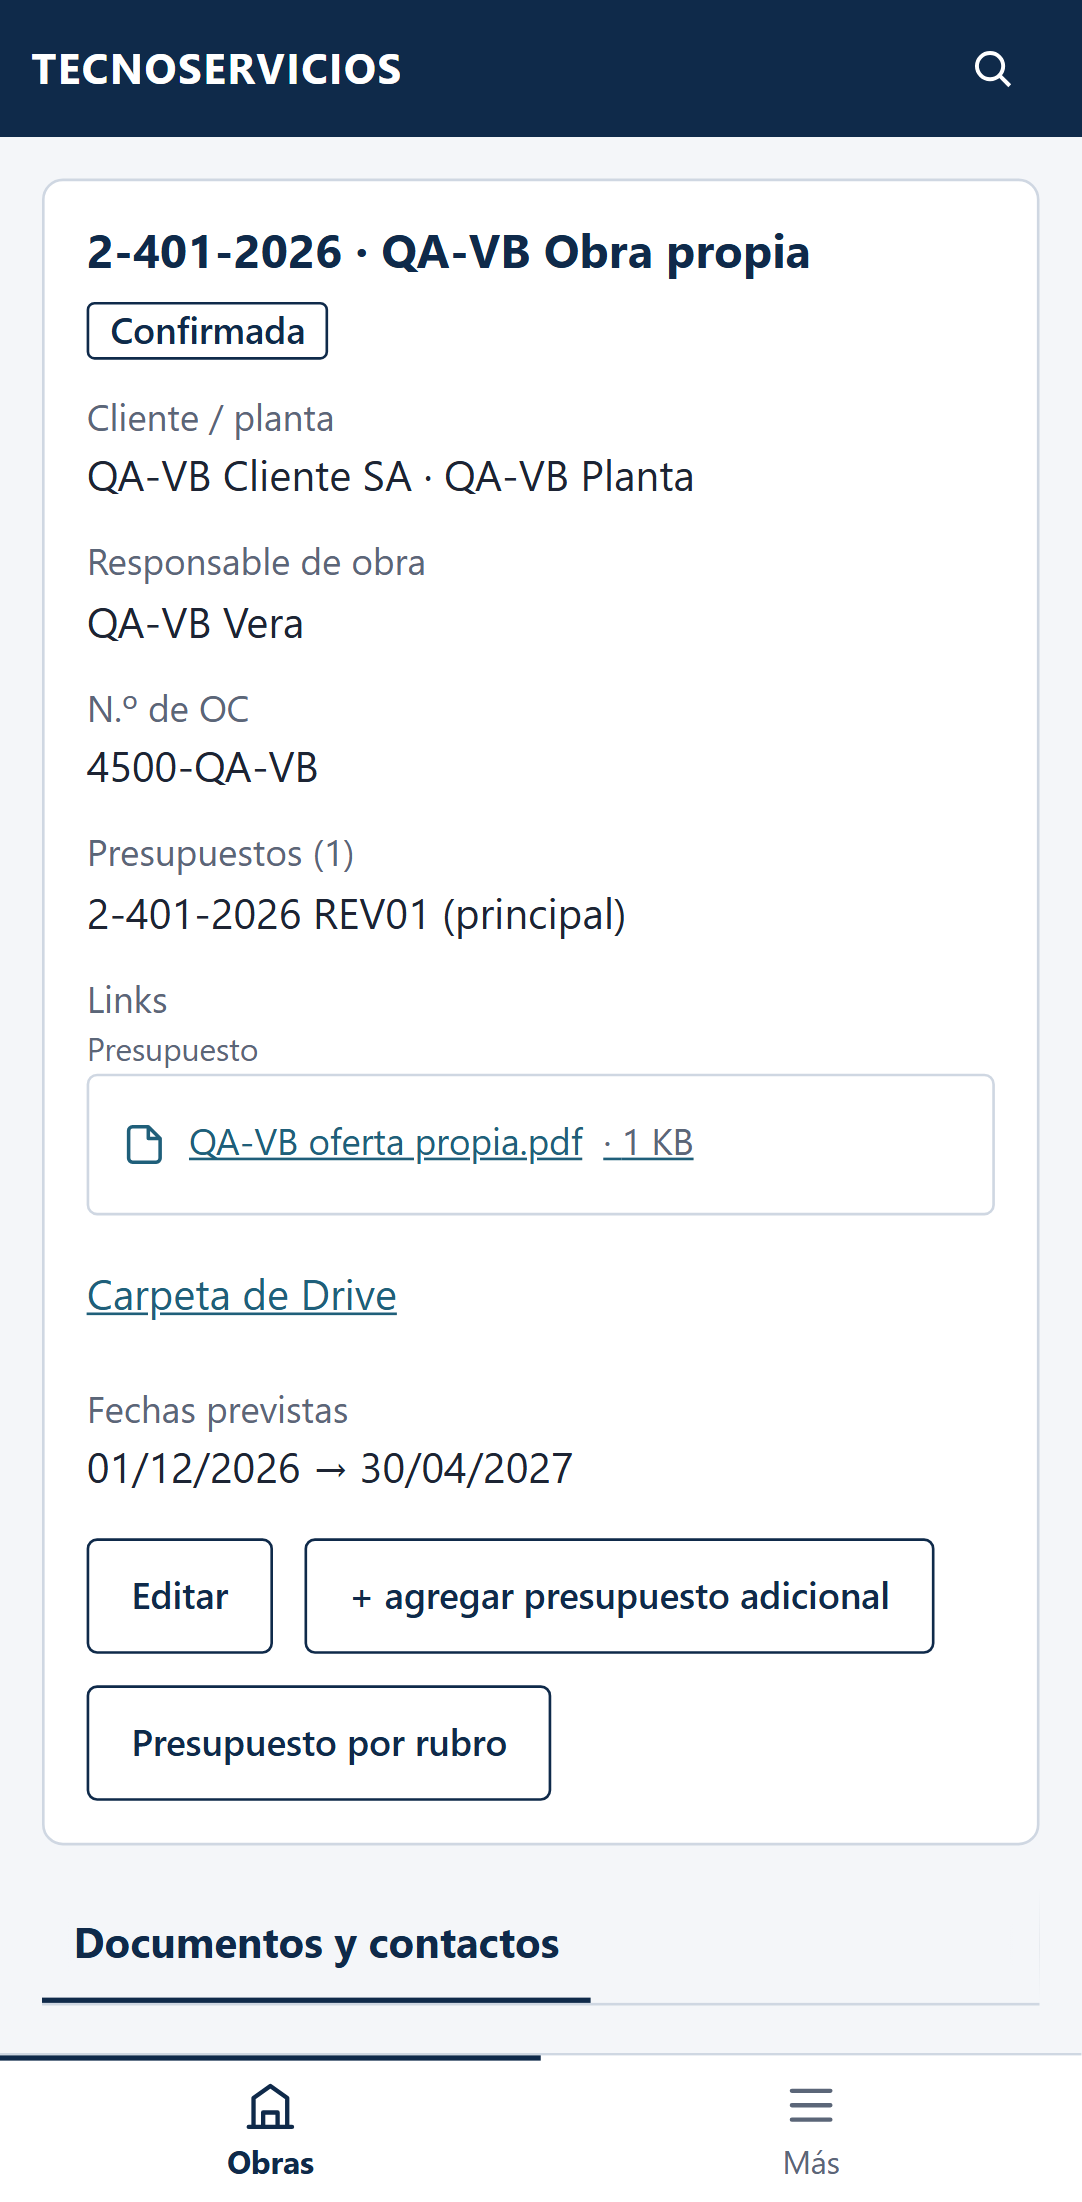 TECNOSERVICIOS
2-401-2026 · QA-VB Obra propia
Confirmada
Cliente / planta
QA-VB Cliente SA · QA-VB Planta
Responsable de obra
QA-VB Vera
N.º de OC
4500-QA-VB
Presupuestos (1)
2-401-2026 REV01 (principal)
Links
Presupuesto
QA-VB oferta propia.pdf · 1 KB
Carpeta de Drive
Fechas previstas
01/12/2026 → 30/04/2027
Editar
+ agregar presupuesto adicional
Presupuesto por rubro
Documentos y contactos
Obras
Más